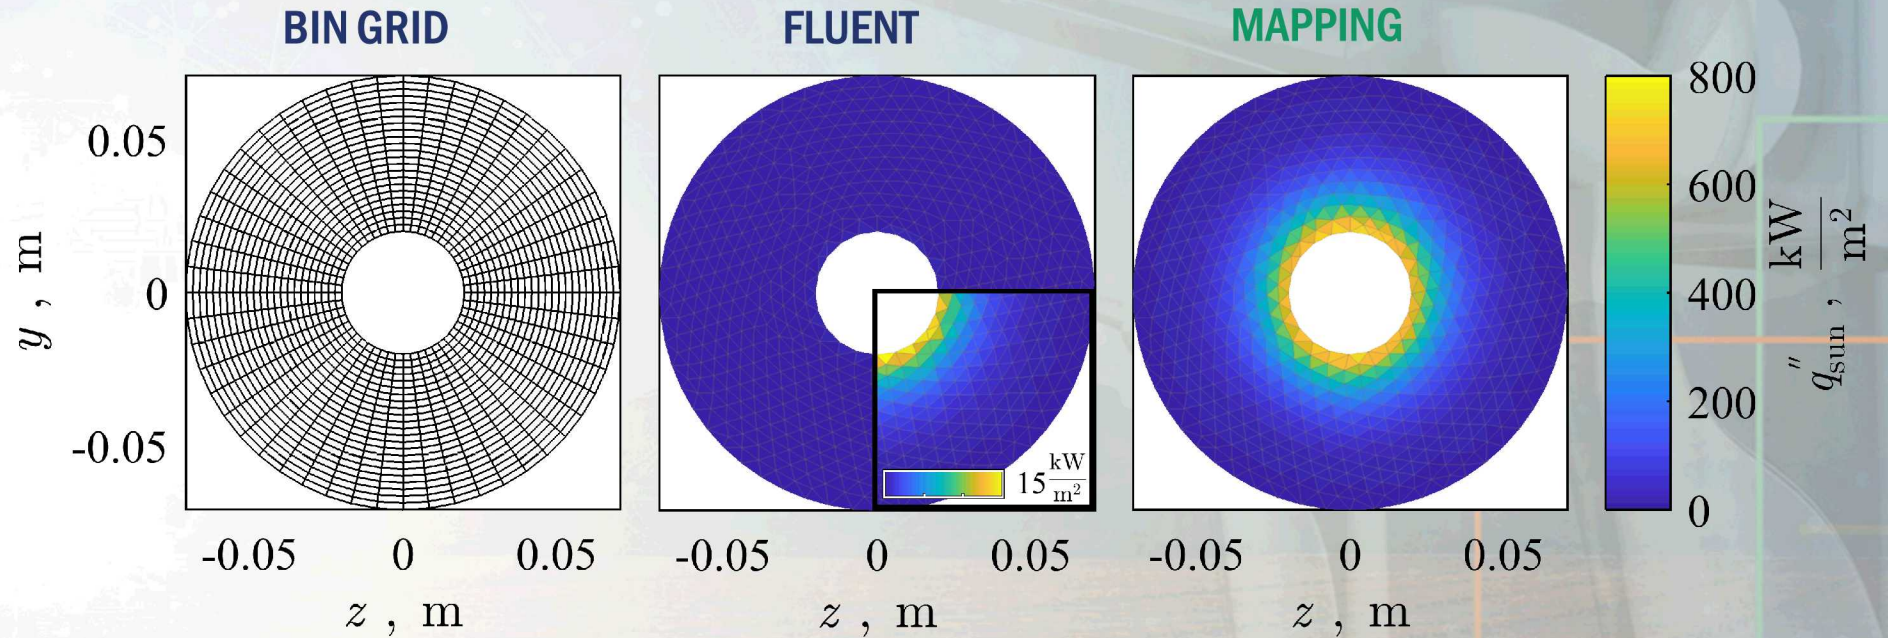 BIN GRID
FLUENT
MAPPING
y , m
0.05
0
-0.05
-0.05 0 0.05
z , m
15 kW/m²
-0.05 0 0.05
z , m
-0.05 0 0.05
z , m
800
600
400
200
0
q″sun , kW/m²